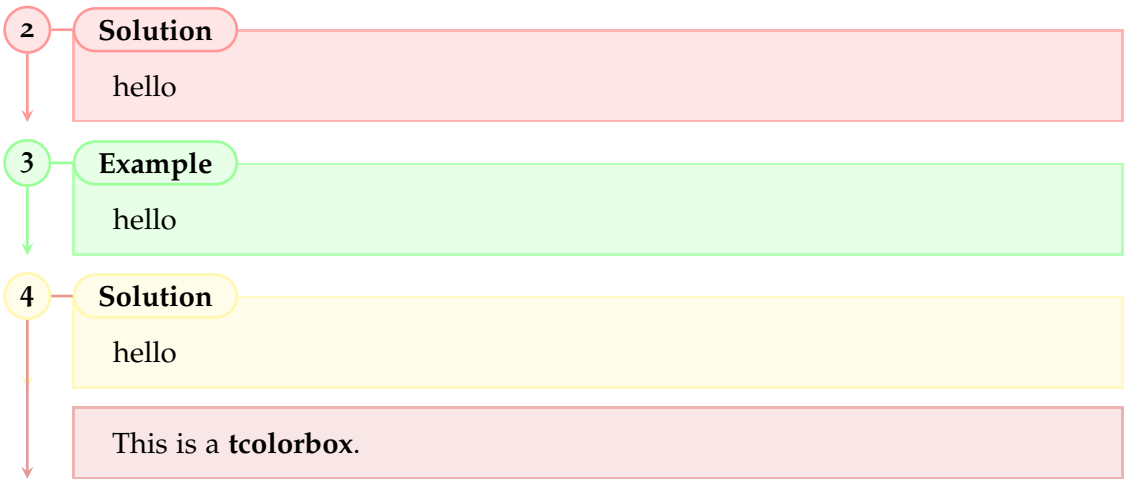 2 Solution
hello
3 Example
hello
4 Solution
hello
This is a tcolorbox.